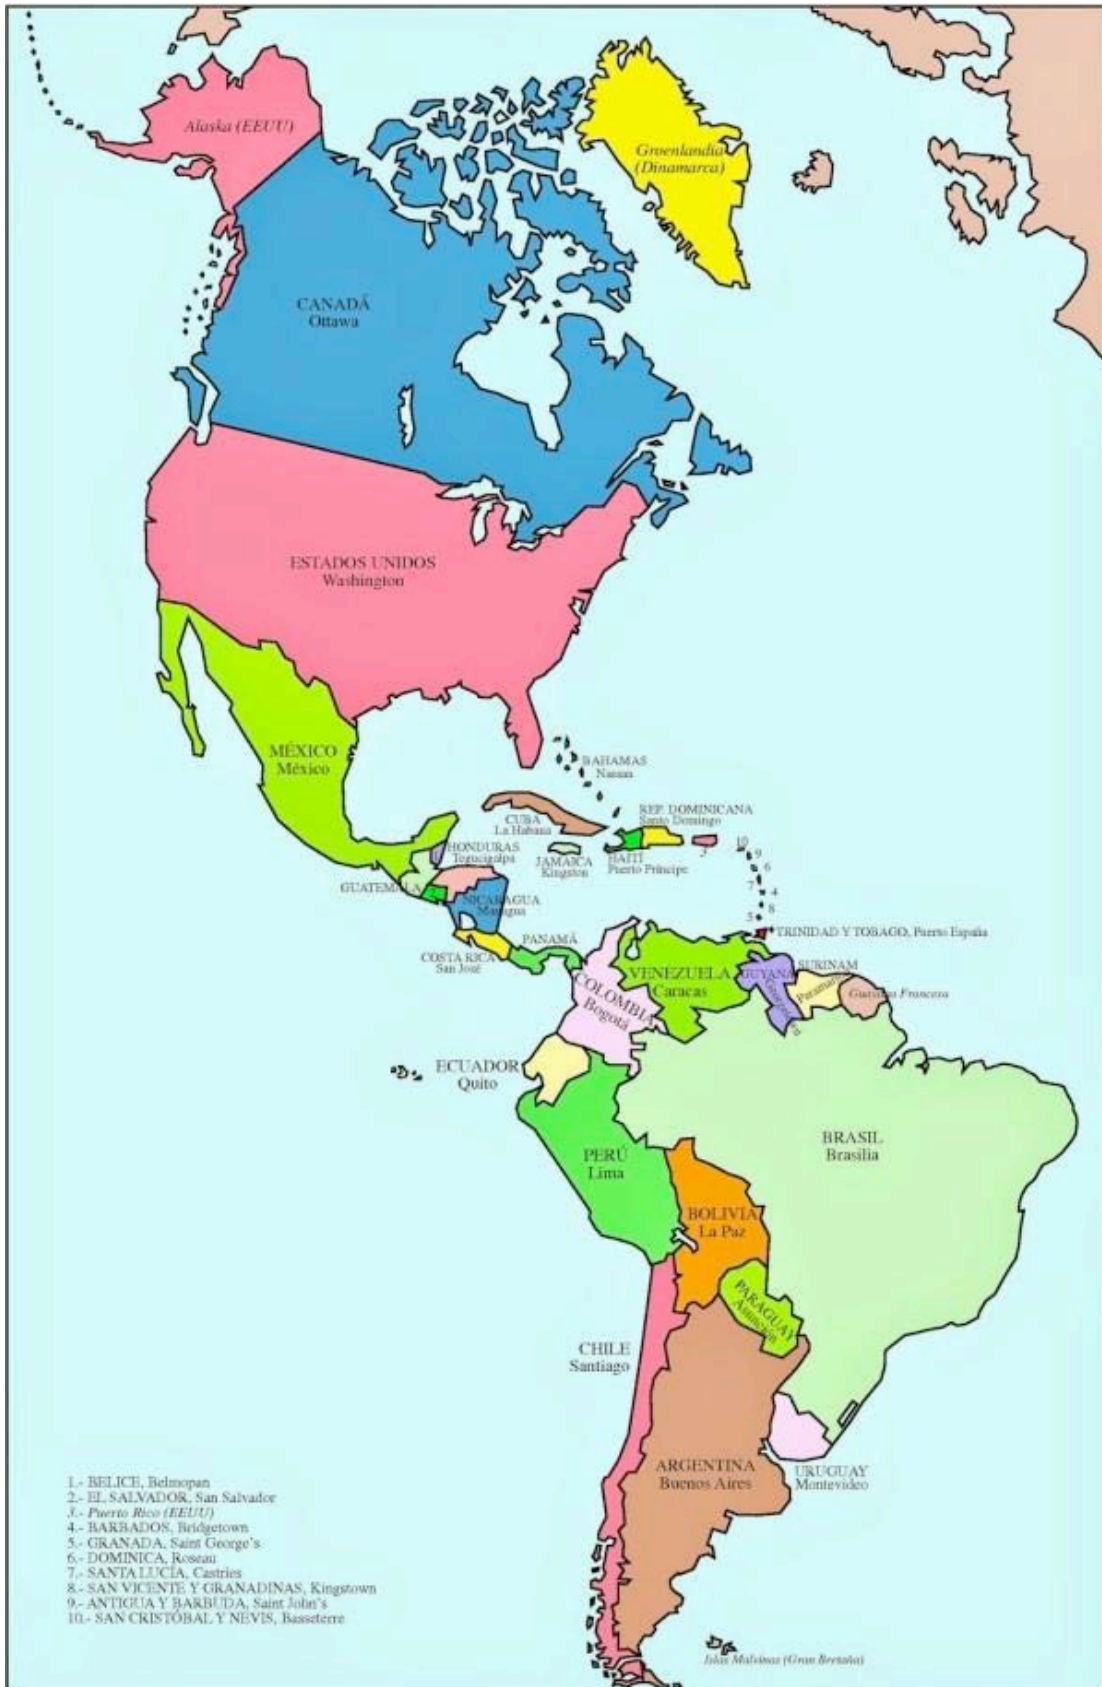 Alaska (EEUU)
Groenlandia
(Dinamarca)
CANADÁ
Ottawa
ESTADOS UNIDOS
Washington
MÉXICO
México
BAHAMAS
Nassau
CUBA
La Habana
REP. DOMINICANA
Santo Domingo
HAITÍ
Puerto Príncipe
JAMAICA
Kingston
3
10
9
6
7
4
8
5
1
HONDURAS
Tegucigalpa
GUATEMALA
2
NICARAGUA
Managua
COSTA RICA
San José
PANAMÁ
TRINIDAD Y TOBAGO, Puerto España
VENEZUELA
Caracas
GUYANA
Georgetown
SURINAM
Paramaribo
Guayana Francesa
COLOMBIA
Bogotá
ECUADOR
Quito
PERÚ
Lima
BRASIL
Brasilia
BOLIVIA
La Paz
PARAGUAY
Asunción
CHILE
Santiago
ARGENTINA
Buenos Aires
URUGUAY
Montevideo
1.- BELICE, Belmopan
2.- EL SALVADOR, San Salvador
3.- Puerto Rico (EEUU)
4.- BARBADOS, Bridgetown
5.- GRANADA, Saint George's
6.- DOMINICA, Roseau
7.- SANTA LUCÍA, Castries
8.- SAN VICENTE Y GRANADINAS, Kingstown
9.- ANTIGUA Y BARBUDA, Saint John's
10.- SAN CRISTÓBAL Y NEVIS, Basseterre
Islas Malvinas (Gran Bretaña)